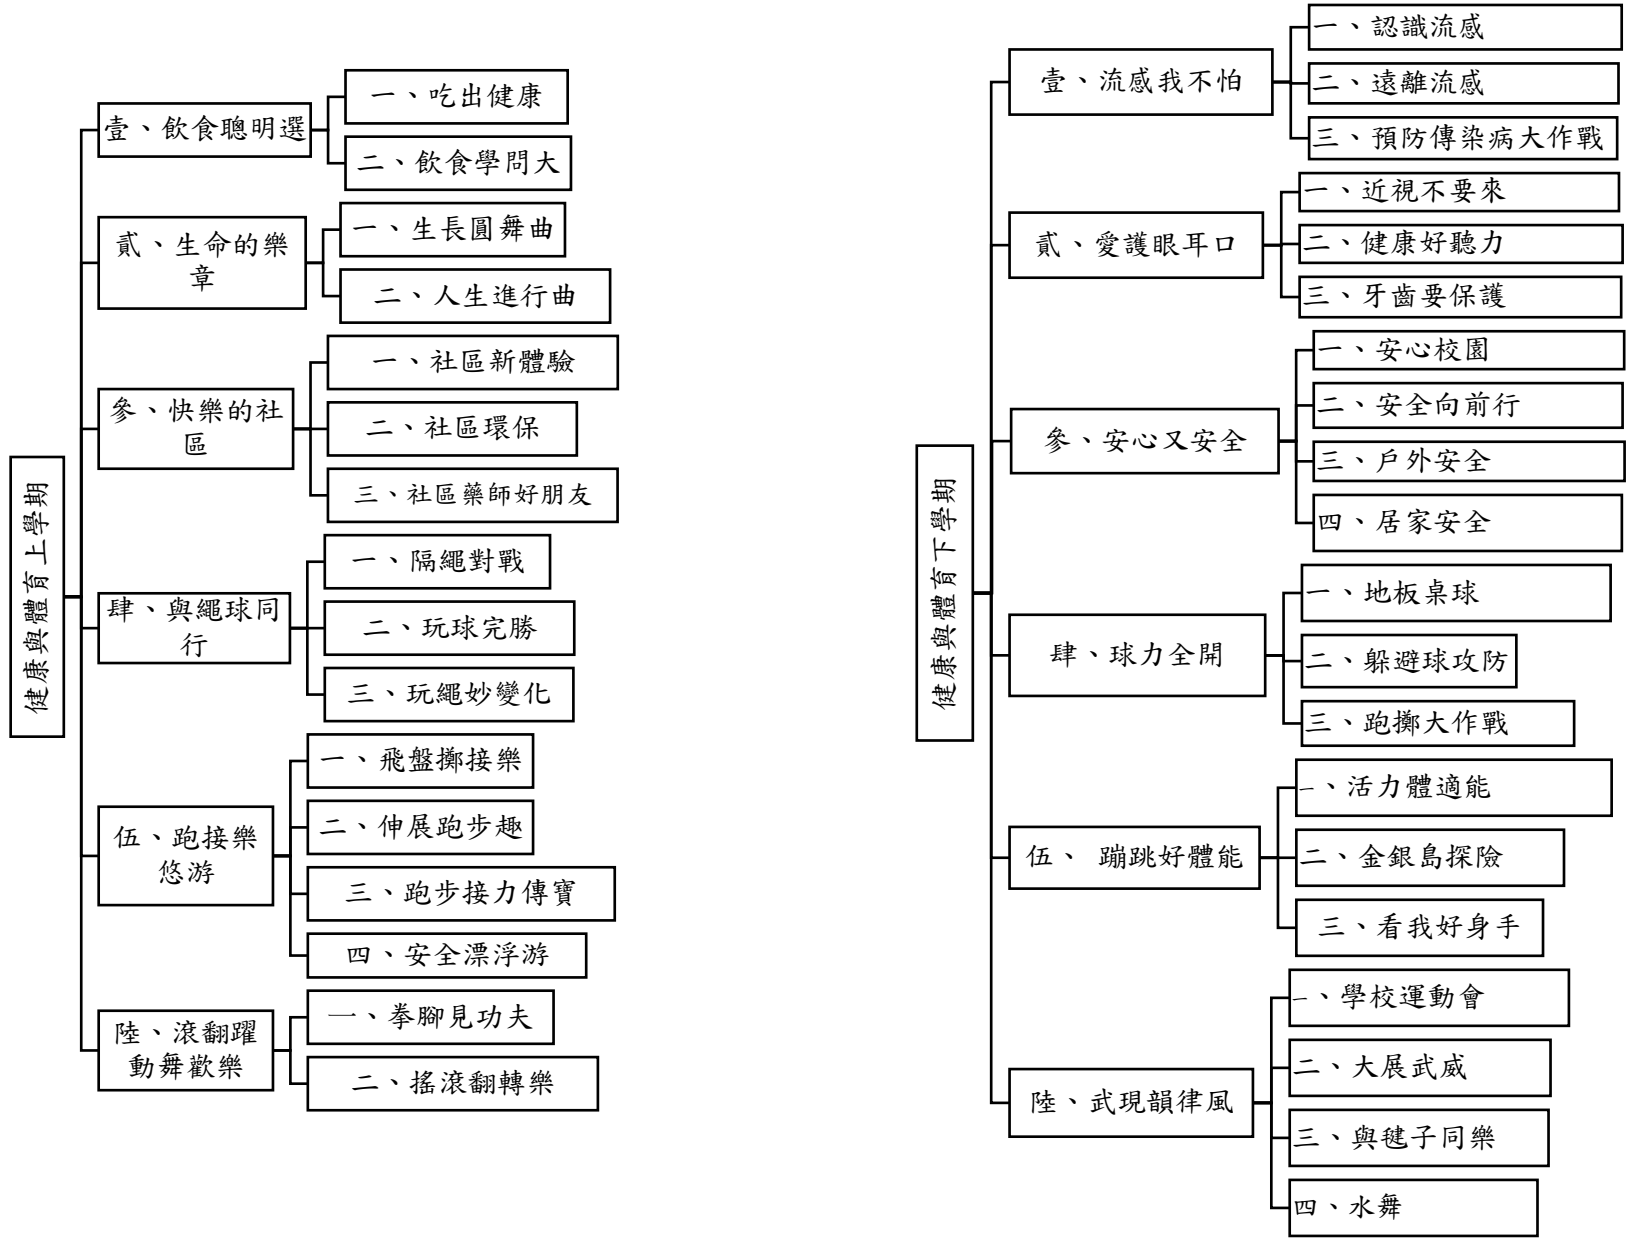 健康與體育上學期
壹、飲食聰明選
一、吃出健康
二、飲食學問大
貳、生命的樂
章
一、生長圓舞曲
二、人生進行曲
參、快樂的社
區
一、社區新體驗
二、社區環保
三、社區藥師好朋友
肆、與繩球同
行
一、隔繩對戰
二、玩球完勝
三、玩繩妙變化
伍、跑接樂
悠游
一、飛盤擲接樂
二、伸展跑步趣
三、跑步接力傳寶
四、安全漂浮游
陸、滾翻躍
動舞歡樂
一、拳腳見功夫
二、搖滾翻轉樂
健康與體育下學期
壹、流感我不怕
一、認識流感
二、遠離流感
三、預防傳染病大作戰
貳、愛護眼耳口
一、近視不要來
二、健康好聽力
三、牙齒要保護
參、安心又安全
一、安心校園
二、安全向前行
三、戶外安全
四、居家安全
肆、球力全開
一、地板桌球
二、躲避球攻防
三、跑擲大作戰
伍、 蹦跳好體能
一、活力體適能
二、金銀島探險
三、看我好身手
陸、武現韻律風
一、學校運動會
二、大展武威
三、與毽子同樂
四、水舞